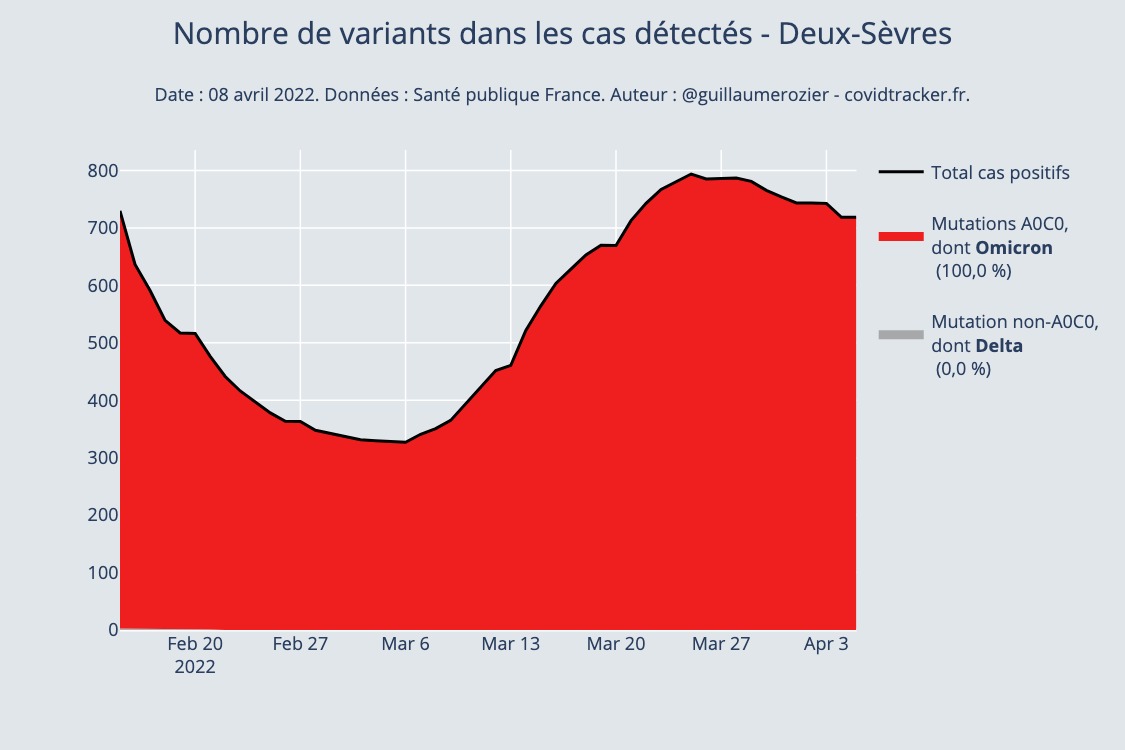 Nombre de variants dans les cas détectés - Deux-Sèvres
Date : 08 avril 2022. Données : Santé publique France. Auteur : @guillaumerozier - covidtracker.fr.
800
700
600
500
400
300
200
100
0
Feb 20
2022
Feb 27
Mar 6
Mar 13
Mar 20
Mar 27
Apr 3
Total cas positifs
Mutations A0C0,
dont Omicron
(100,0 %)
Mutation non-A0C0,
dont Delta
(0,0 %)